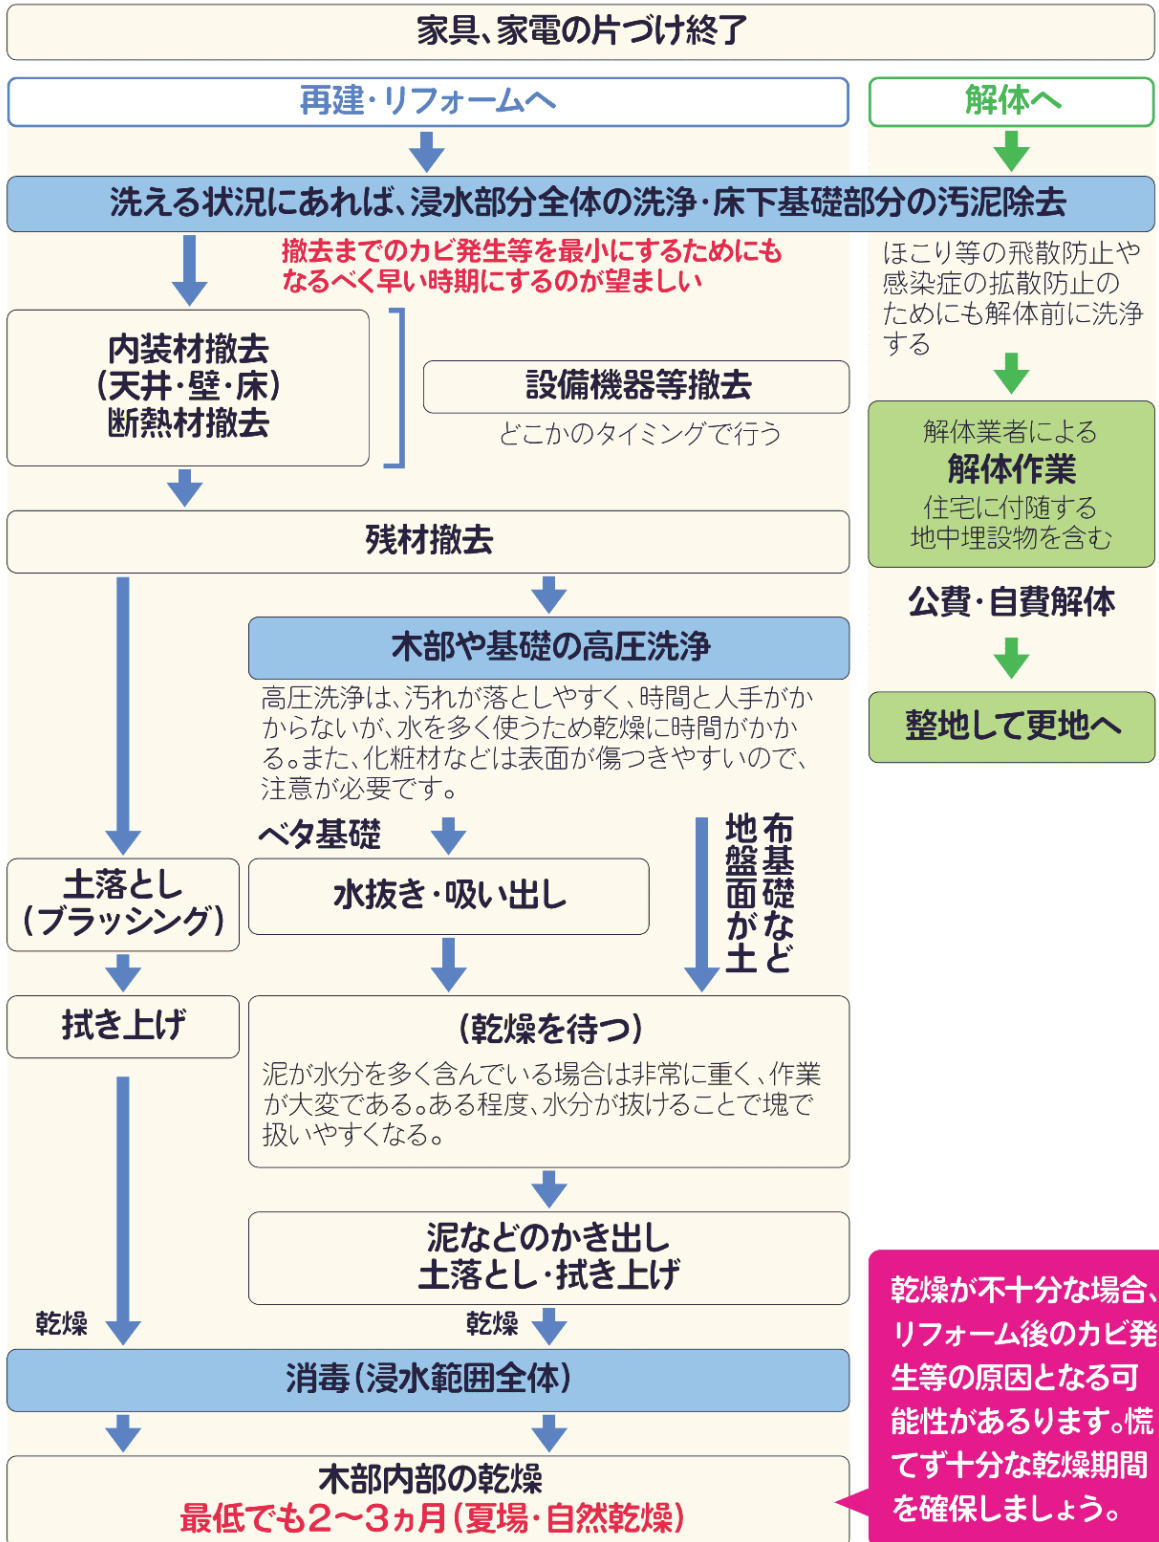 家具、家電の片づけ終了
再建・リフォームへ
解体へ
洗える状況にあれば、浸水部分全体の洗浄・床下基礎部分の汚泥除去
撤去までのカビ発生等を最小にするためにも
なるべく早い時期にするのが望ましい
ほこり等の飛散防止や
感染症の拡散防止の
ためにも解体前に洗浄
する
内装材撤去
(天井・壁・床)
断熱材撤去
設備機器等撤去
どこかのタイミングで行う
解体業者による
解体作業
住宅に付随する
地中埋設物を含む
残材撤去
公費・自費解体
木部や基礎の高圧洗浄
高圧洗浄は、汚れが落としやすく、時間と人手がか
からないが、水を多く使うため乾燥に時間がかか
る。また、化粧材などは表面が傷つきやすいので、
注意が必要です。
整地して更地へ
ベタ基礎
布基礎など
地盤面が土
土落とし
(ブラッシング)
水抜き・吸い出し
拭き上げ
(乾燥を待つ)
泥が水分を多く含んでいる場合は非常に重く、作業
が大変である。ある程度、水分が抜けることで塊で
扱いやすくなる。
泥などのかき出し
土落とし・拭き上げ
乾燥
乾燥
消毒(浸水範囲全体)
木部内部の乾燥
最低でも2~3ヵ月(夏場・自然乾燥)
乾燥が不十分な場合、
リフォーム後のカビ発
生等の原因となる可
能性があるります。慌
てず十分な乾燥期間
を確保しましょう。